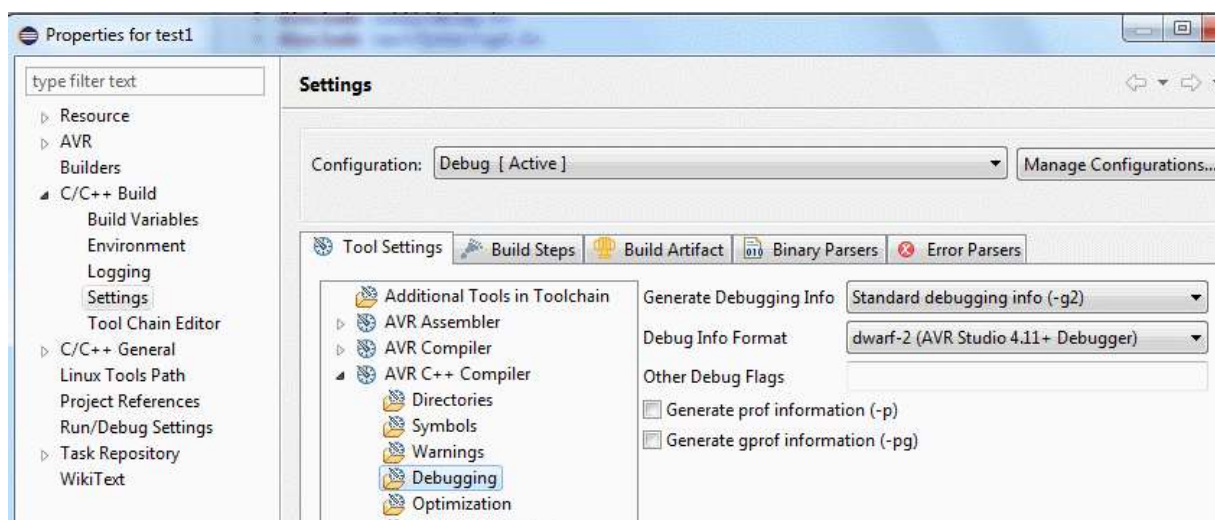 Properties for test1
type filter text
Resource
AVR
Builders
C/C++ Build
Build Variables
Environment
Logging
Settings
Tool Chain Editor
C/C++ General
Linux Tools Path
Project References
Run/Debug Settings
Task Repository
WikiText
Settings
Configuration: Debug [ Active ] Manage Configurations...
Tool Settings Build Steps Build Artifact 010 Binary Parsers Error Parsers
Additional Tools in Toolchain
AVR Assembler
AVR Compiler
AVR C++ Compiler
Directories
Symbols
Warnings
Debugging
Optimization
Generate Debugging Info Standard debugging info (-g2)
Debug Info Format dwarf-2 (AVR Studio 4.11+ Debugger)
Other Debug Flags
Generate prof information (-p)
Generate gprof information (-pg)